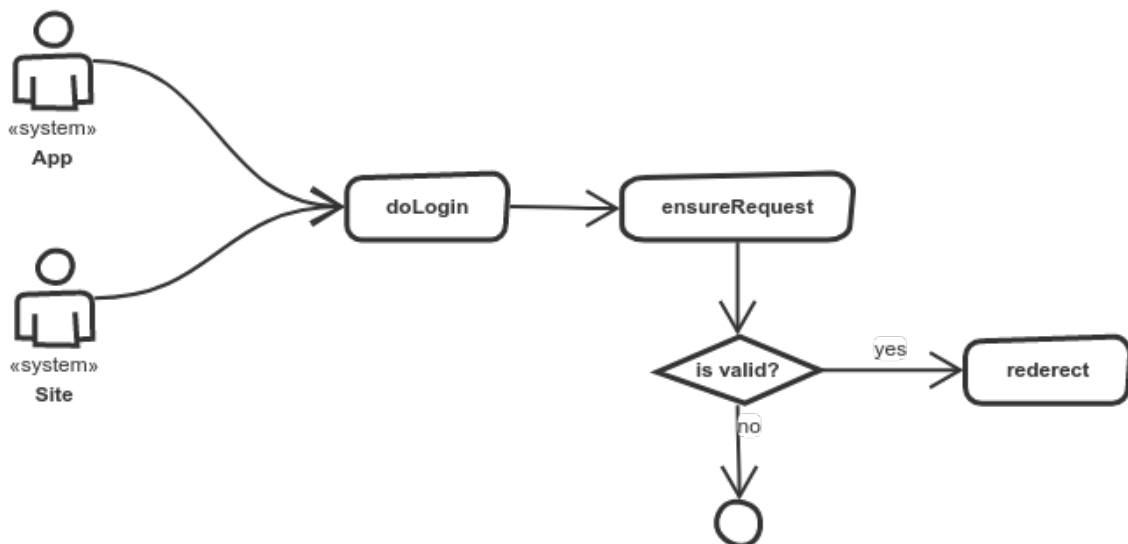 «system»
App
doLogin
ensureRequest
«system»
Site
is valid?
yes
rederect
no